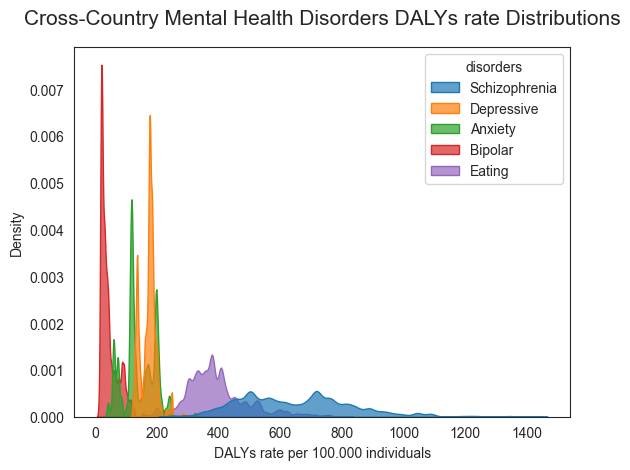 Cross-Country Mental Health Disorders DALYs rate Distributions
disorders
Schizophrenia
Depressive
Anxiety
Bipolar
Eating
0.007
0.006
0.005
0.004
0.003
0.002
0.001
0.000
Density
0 200 400 600 800 1000 1200 1400
DALYs rate per 100.000 individuals